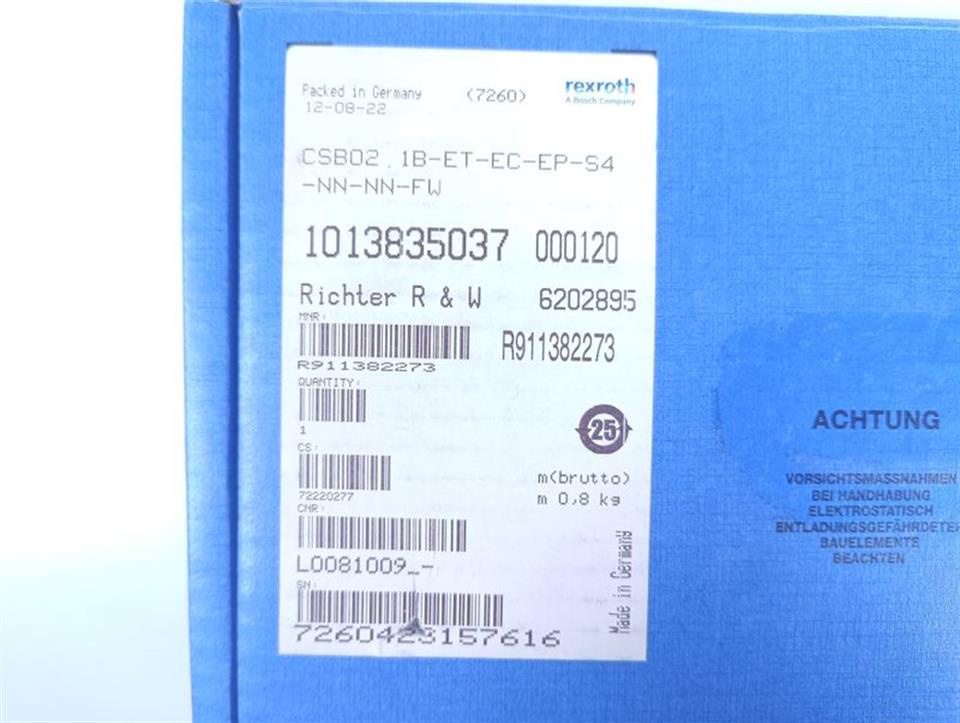 Packed in Germany (7260) rexroth
12-08-22 A Bosch Company
CSB02.1B-ET-EC-EP-S4
-NN-NN-FW
1013835037 000120
Richter R & W 6202895
MNR:
R911382273
R911382273
QUANTITY:
1
25
CS:
m(brutto)
72220277
m 0,8 kg
CNR:
L0081009_-
Made in Germany
SN:
7260423157616
ACHTUNG
VORSICHTSMASSNAHMEN
BEI HANDHABUNG
ELEKTROSTATISCH
ENTLADUNGSGEFÄHRDETER
BAUELEMENTE
BEACHTEN